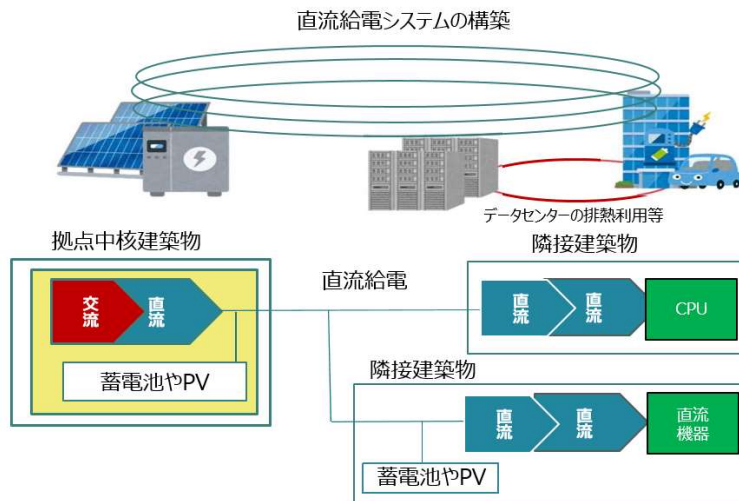 直流給電システムの構築
データセンターの排熱利用等
拠点中核建築物
隣接建築物
直流給電
交流
直流
直流
直流
CPU
蓄電池やPV
隣接建築物
直流
直流
直流
機器
蓄電池やPV